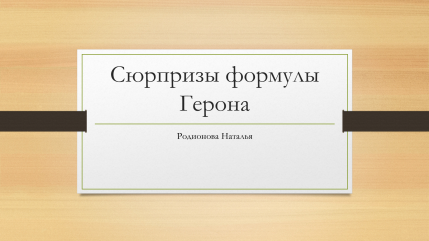 Сюрпризы формулы
Герона
Родионова Наталья